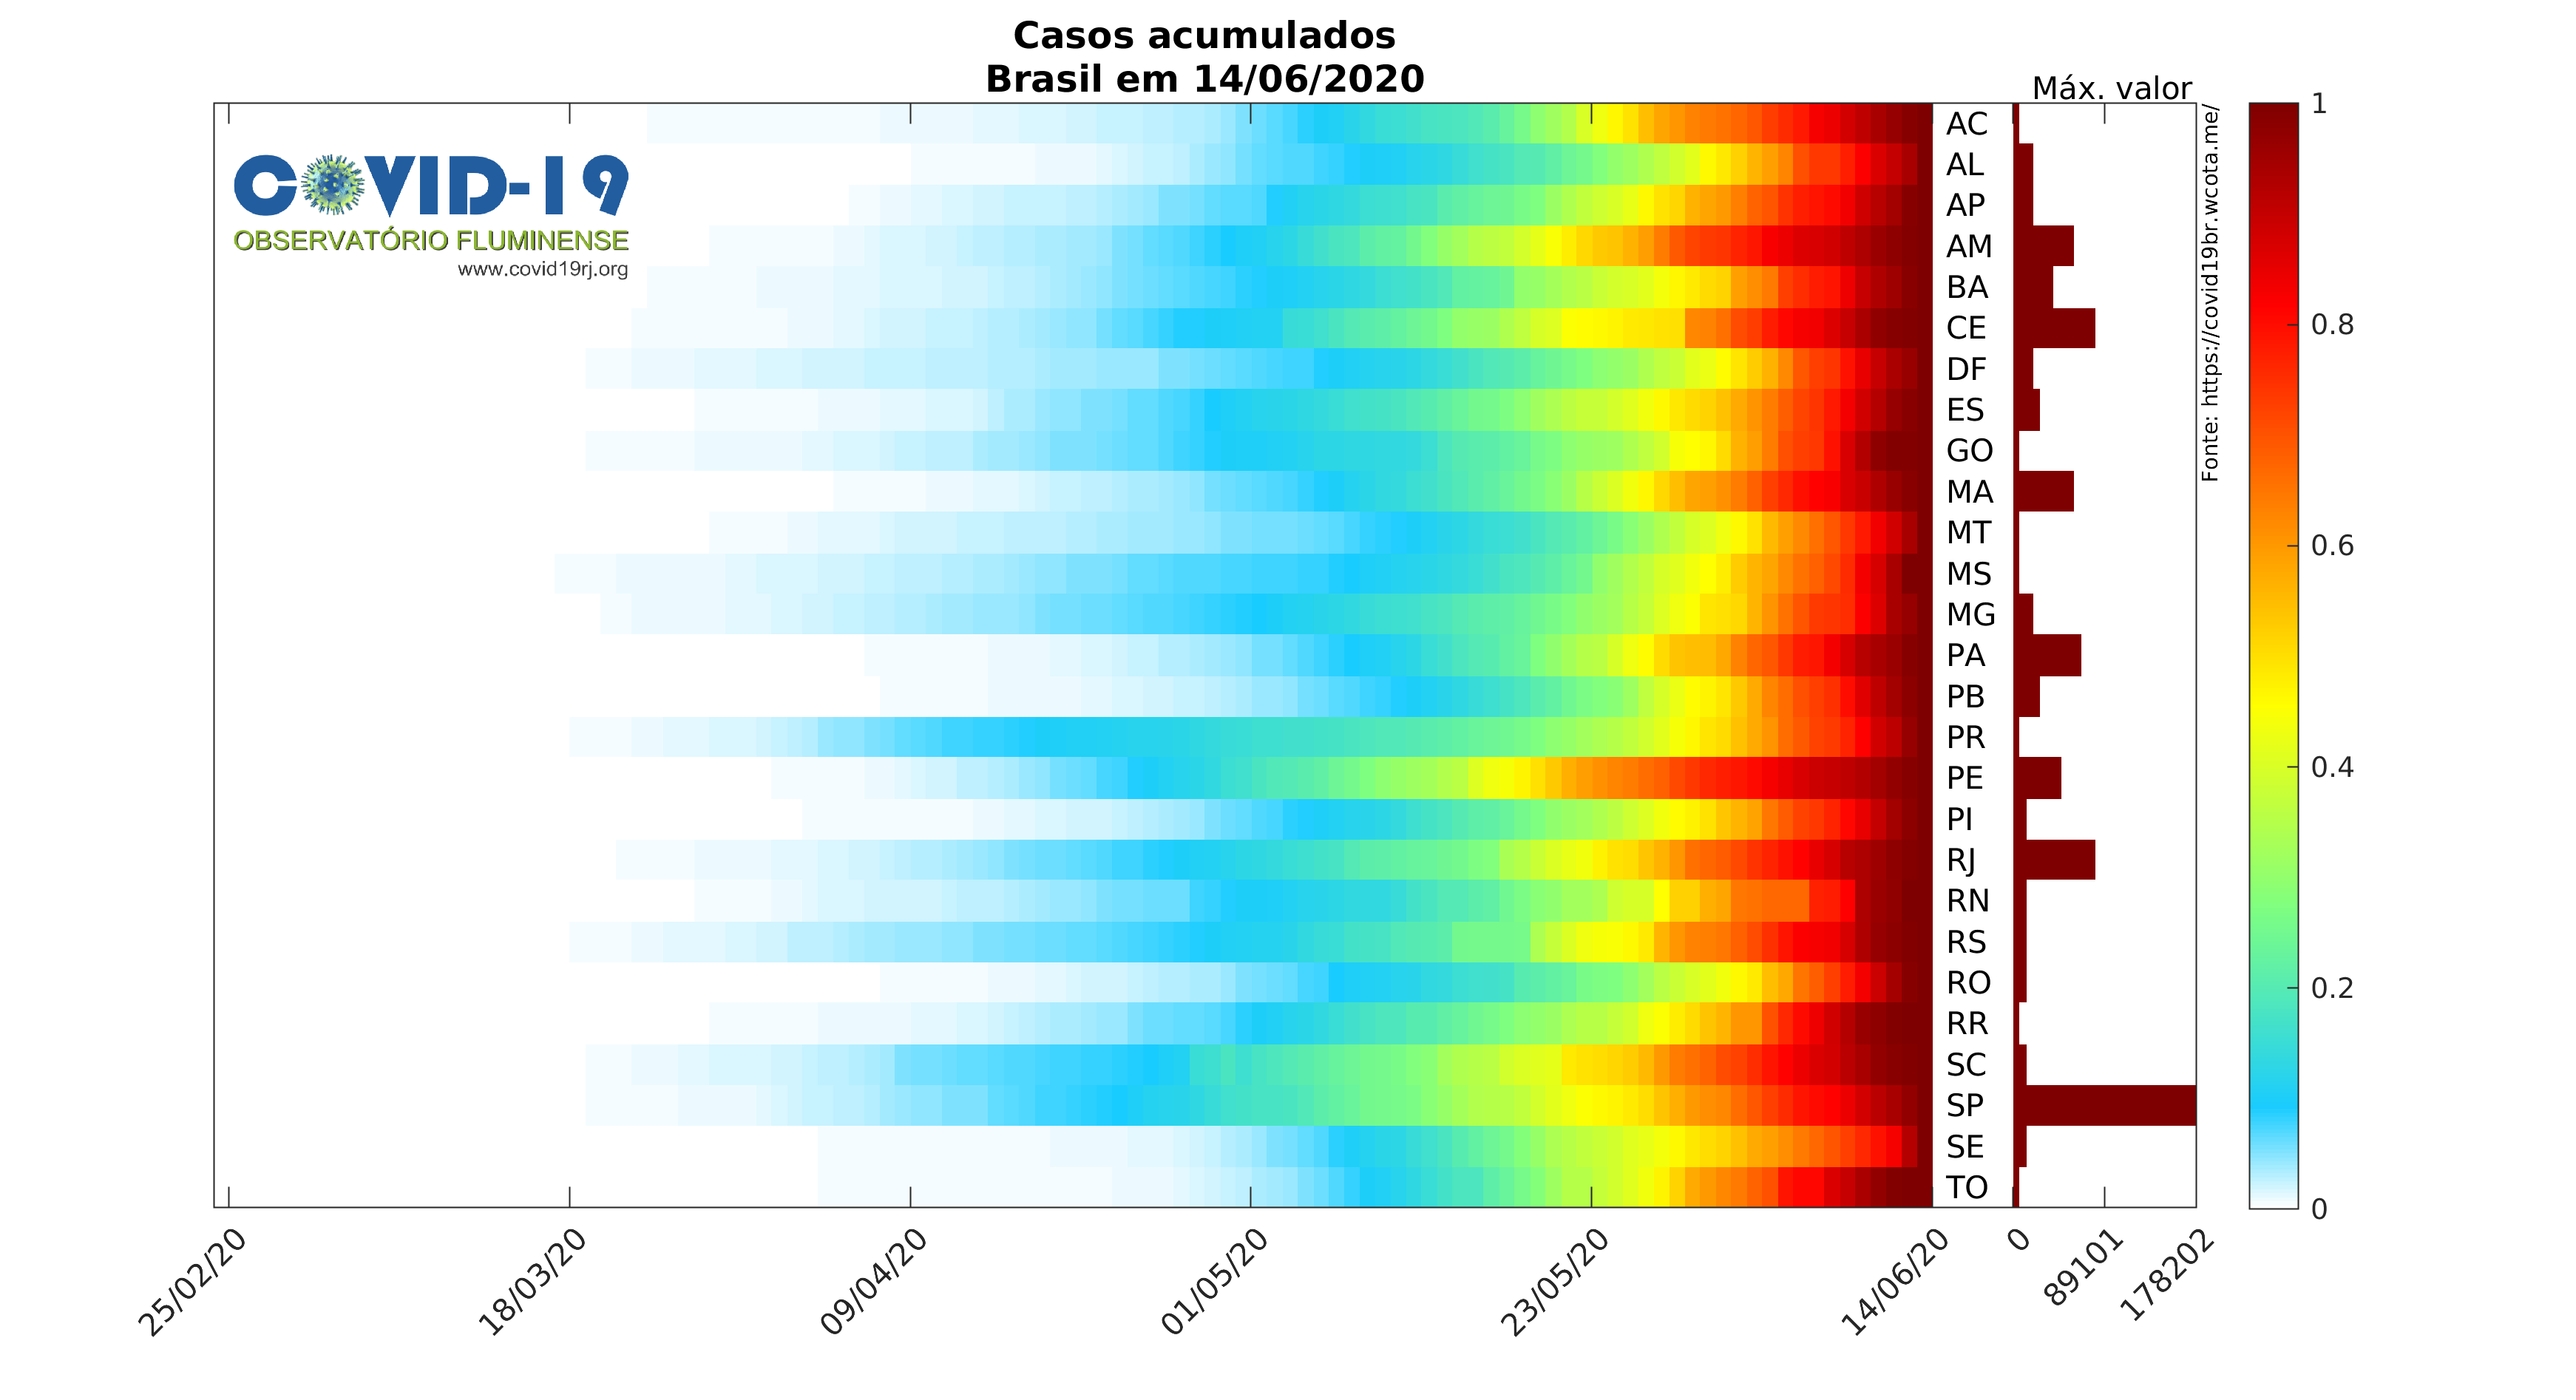 Casos acumulados
Brasil em 14/06/2020
Máx. valor
COVID-19
OBSERVATÓRIO FLUMINENSE
www.covid19rj.org
AC
AL
AP
AM
BA
CE
DF
ES
GO
MA
MT
MS
MG
PA
PB
PR
PE
PI
RJ
RN
RS
RO
RR
SC
SP
SE
TO
Fonte: https://covid19br.wcota.me/
1
0.8
0.6
0.4
0.2
0
25/02/20
18/03/20
09/04/20
01/05/20
23/05/20
14/06/20
0
89101
178202